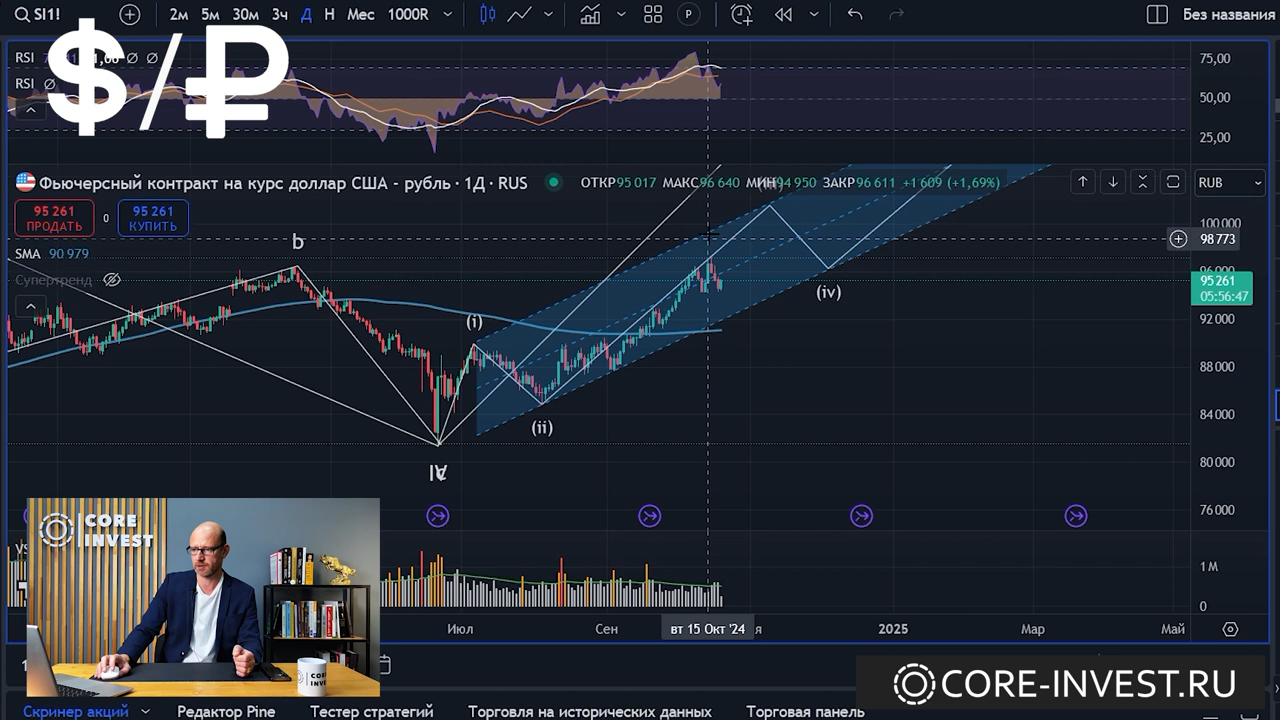 SI1! 2м 5м 30м 3ч Д Н Мес 1000R Без названия
RSI
RSI
$/₽
75,00
50,00
25,00
Фьючерсный контракт на курс доллар США - рубль · 1Д · RUS ОТКР95 017 МАКС96 640 МИН94 950 ЗАКР96 611 +1 609 (+1,69%) RUB
95 261 0 95 261
ПРОДАТЬ КУПИТЬ
SMA 90 979
Супертренд
100 000
98 773
96 000
95 261
05:56:47
92 000
88 000
84 000
80 000
76 000
b
(i)
(ii)
(iv)
CORE
INVEST
1 M
0
Июл Сен вт 15 Окт '24 2025 Мар Май
CORE-INVEST.RU
Скринер акций Редактор Pine Тестер стратегий Торговля на исторических данных Торговая панель